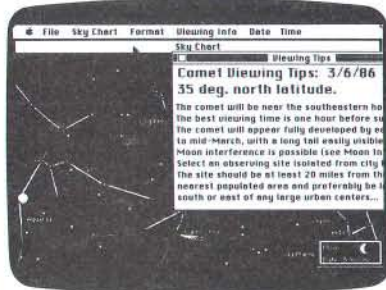 File Sky Chart Format Viewing Info Date Time
Sky Chart
Viewing Tips
Comet Viewing Tips: 3/6/86
35 deg. north latitude.
The comet will be near the southeastern ho
The best viewing time is one hour before su
The comet will appear fully developed by ea
to mid-March, with a long tail easily visible
Moon interference is possible (see Moon in
Select an observing site isolated from city l
The site should be at least 20 miles from th
nearest populated area and preferably be l
south or east of any large urban centers...